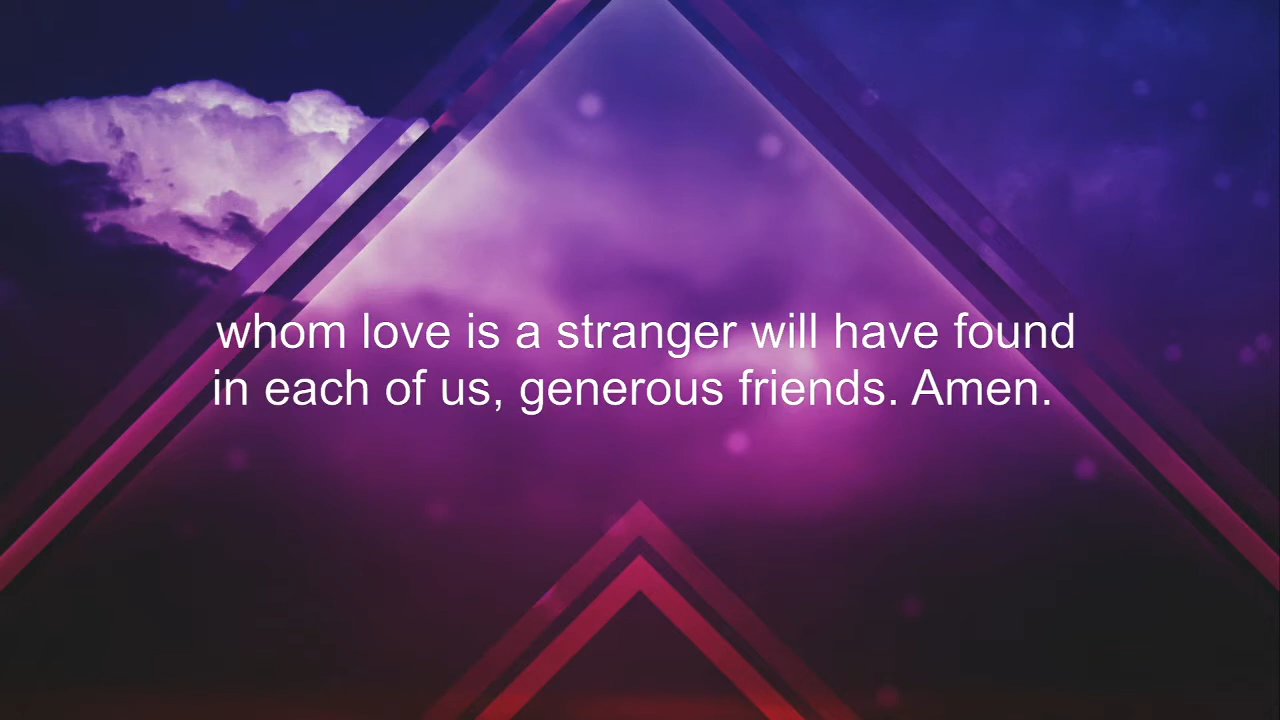 whom love is a stranger will have found
in each of us, generous friends. Amen.